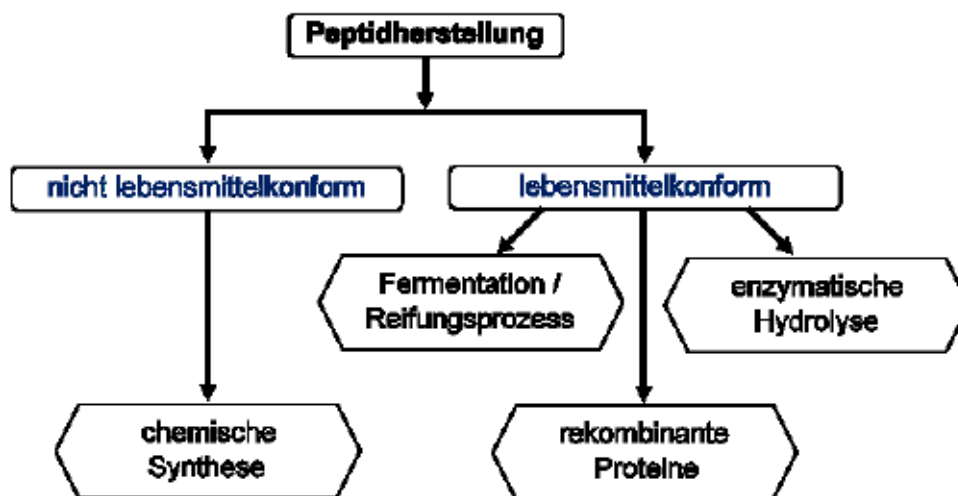 Peptidherstellung
nicht lebensmittelkonform
lebensmittelkonform
Fermentation /
Reifungsprozess
enzymatische
Hydrolyse
chemische
Synthese
rekombinante
Proteine